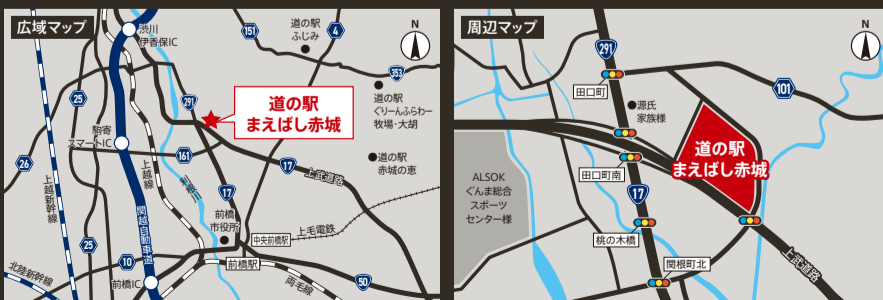 広域マップ
渋川
伊香保IC
151
道の駅
ふじみ
4
N
353
道の駅
ぐりーんふらわー
牧場・大胡
25
291
道の駅
まえばし赤城
駒寄
スマートIC
上越線
161
道の駅
赤城の恵
26
上越新幹線
利根川
17
17
上武道路
関越自動車道
前橋
市役所
中央前橋駅
上毛電鉄
25
10
前橋駅
北陸新幹線
前橋IC
両毛線
50
周辺マップ
N
291
田口町
101
源氏
家族様
道の駅
まえばし赤城
ALSOK
ぐんま総合
スポーツ
センター様
田口町南
17
桃の木橋
関根町北
上武道路